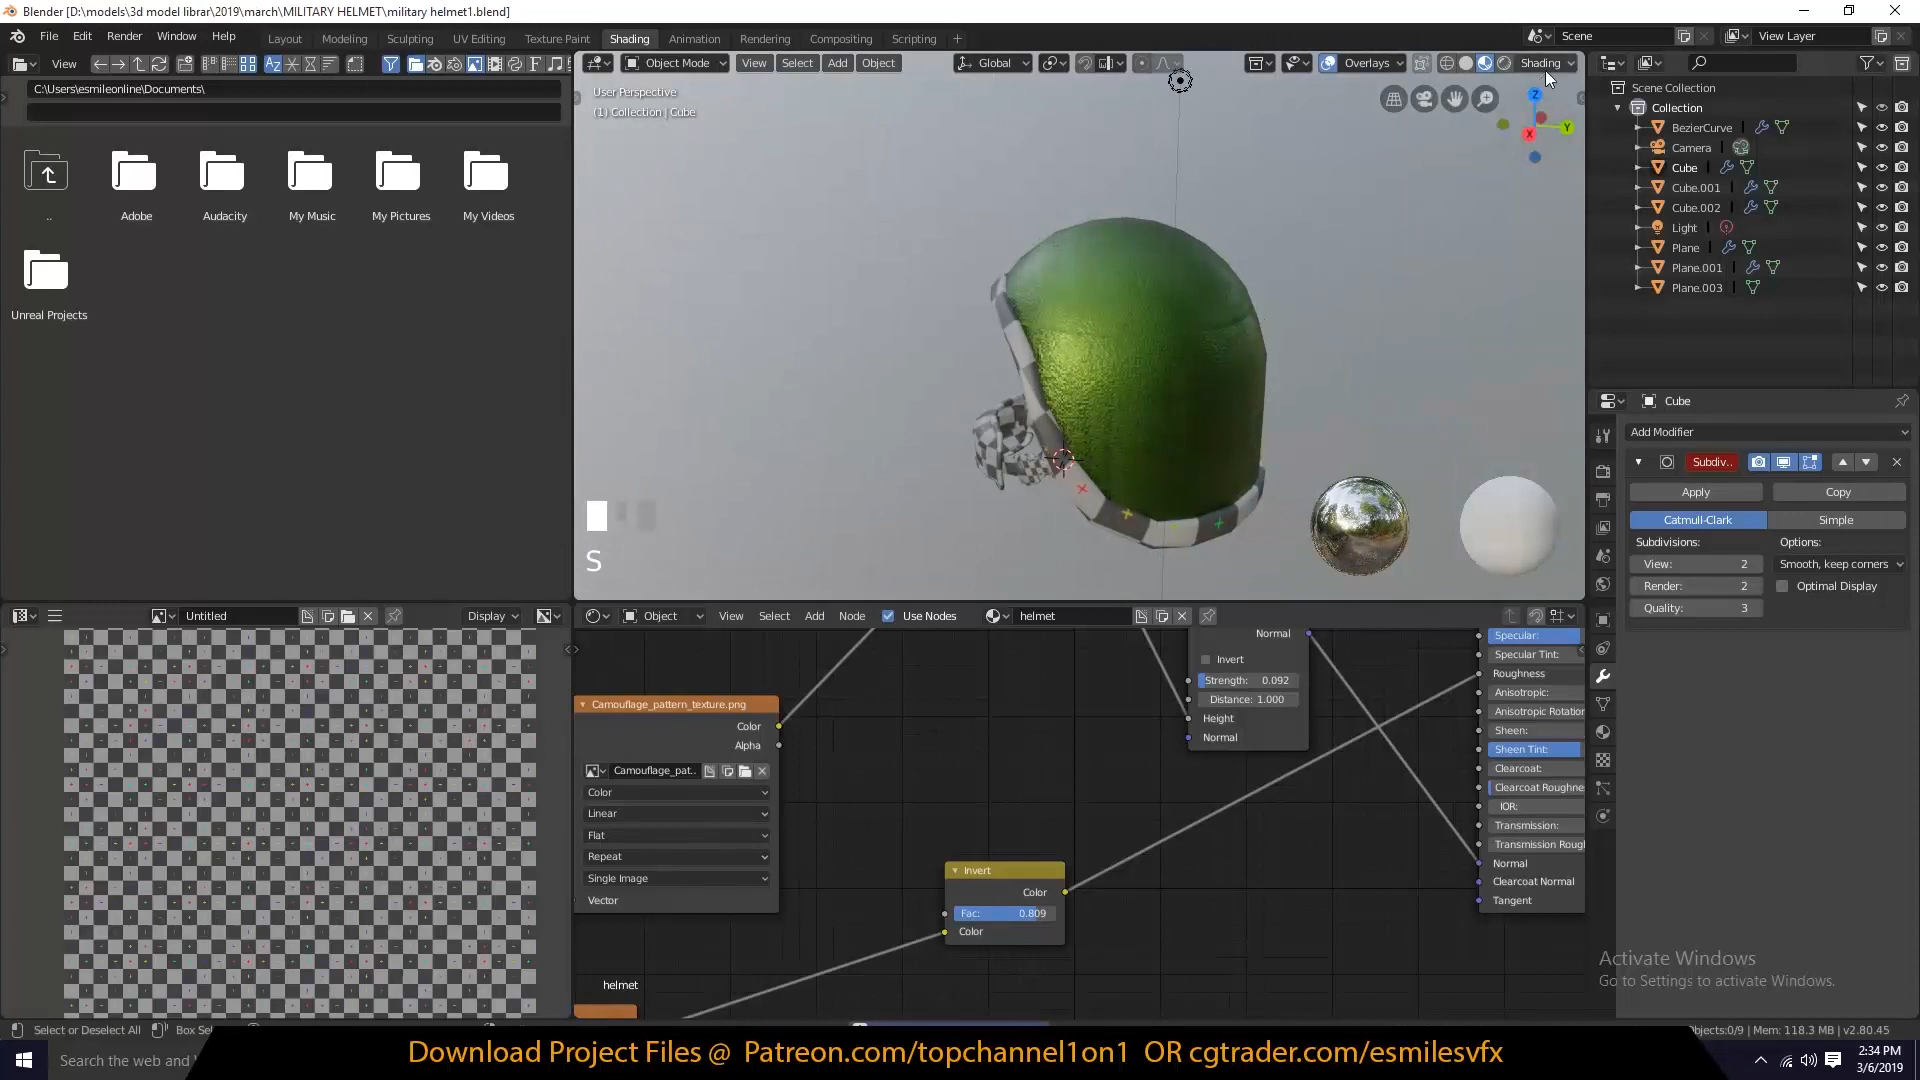 Blender [D:\models\3d model librar\2019\march\MILITARY HELMET\military helmet1.blend]
File Edit Render Window Help Layout Modeling Sculpting UV Editing Texture Paint Shading Animation Rendering Compositing Scripting + Scene View Layer
View Object Mode View Select Add Object Global Overlays Shading
C:\Users\esmileonline\Documents\
User Perspective
(1) Collection | Cube
.. Adobe Audacity My Music My Pictures My Videos
Unreal Projects
Z
Y
X
S
Scene Collection
Collection
BezierCurve
Camera
Cube
Cube.001
Cube.002
Light
Plane
Plane.001
Plane.003
Cube
Add Modifier
Subdiv..
Apply Copy
Catmull-Clark Simple
Subdivisions: Options:
View: 2 Smooth, keep corners
Render: 2 Optimal Display
Quality: 3
Untitled Display
Object View Select Add Node Use Nodes helmet
Camouflage_pattern_texture.png
Color
Alpha
Camouflage_pat..
Color
Linear
Flat
Repeat
Single Image
Vector
Normal
Invert
Strength: 0.092
Distance: 1.000
Height
Normal
Invert
Color
Fac: 0.809
Color
Specular:
Specular Tint:
Roughness
Anisotropic:
Anisotropic Rotation
Sheen:
Sheen Tint:
Clearcoat:
Clearcoat Roughne
IOR:
Transmission:
Transmission Roug
Normal
Clearcoat Normal
Tangent
helmet
Activate Windows
Go to Settings to activate Windows.
Select or Deselect All Box Sel
Objects:0/9 | Mem: 118.3 MB | v2.80.45
Search the web and
Download Project Files @ Patreon.com/topchannel1on1 OR cgtrader.com/esmilesvfx
2:34 PM
3/6/2019